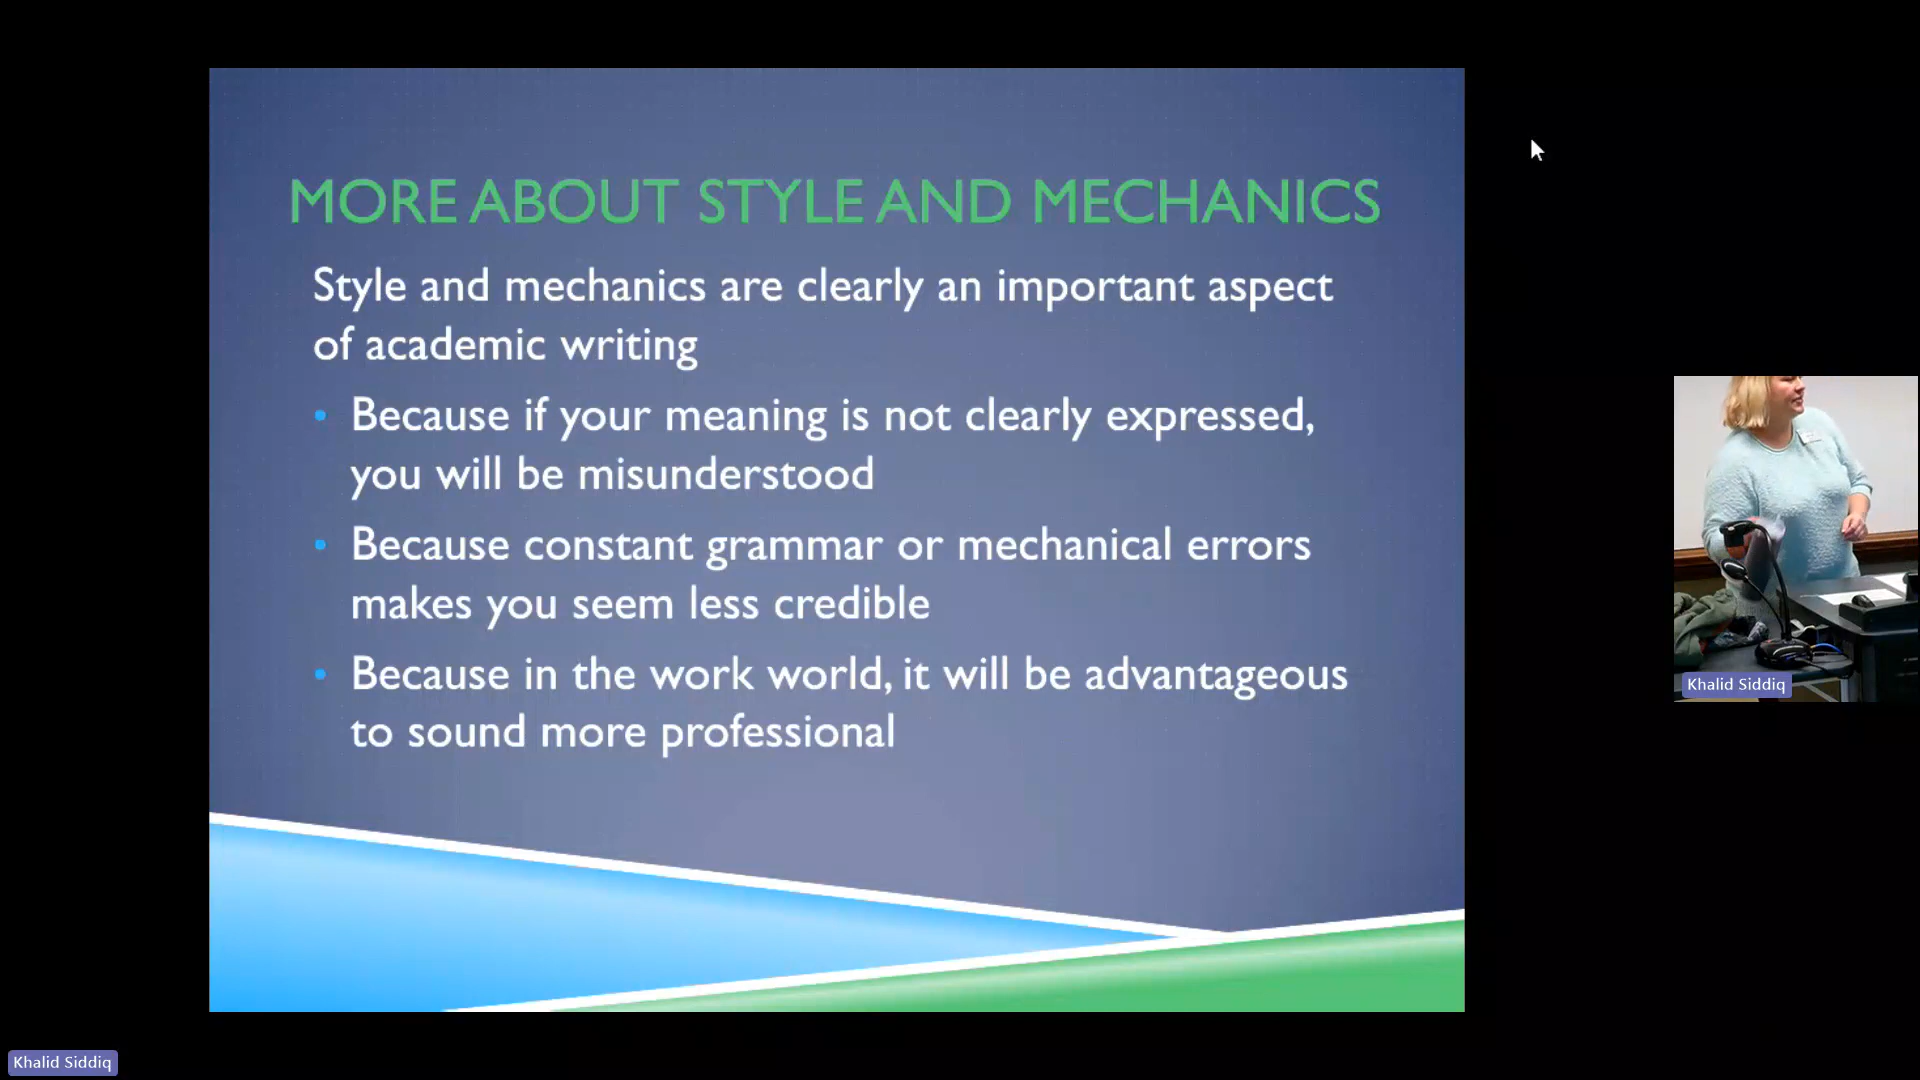 MORE ABOUT STYLE AND MECHANICS
Style and mechanics are clearly an important aspect
of academic writing
• Because if your meaning is not clearly expressed,
you will be misunderstood
• Because constant grammar or mechanical errors
makes you seem less credible
• Because in the work world, it will be advantageous
to sound more professional
Khalid Siddiq
Khalid Siddiq